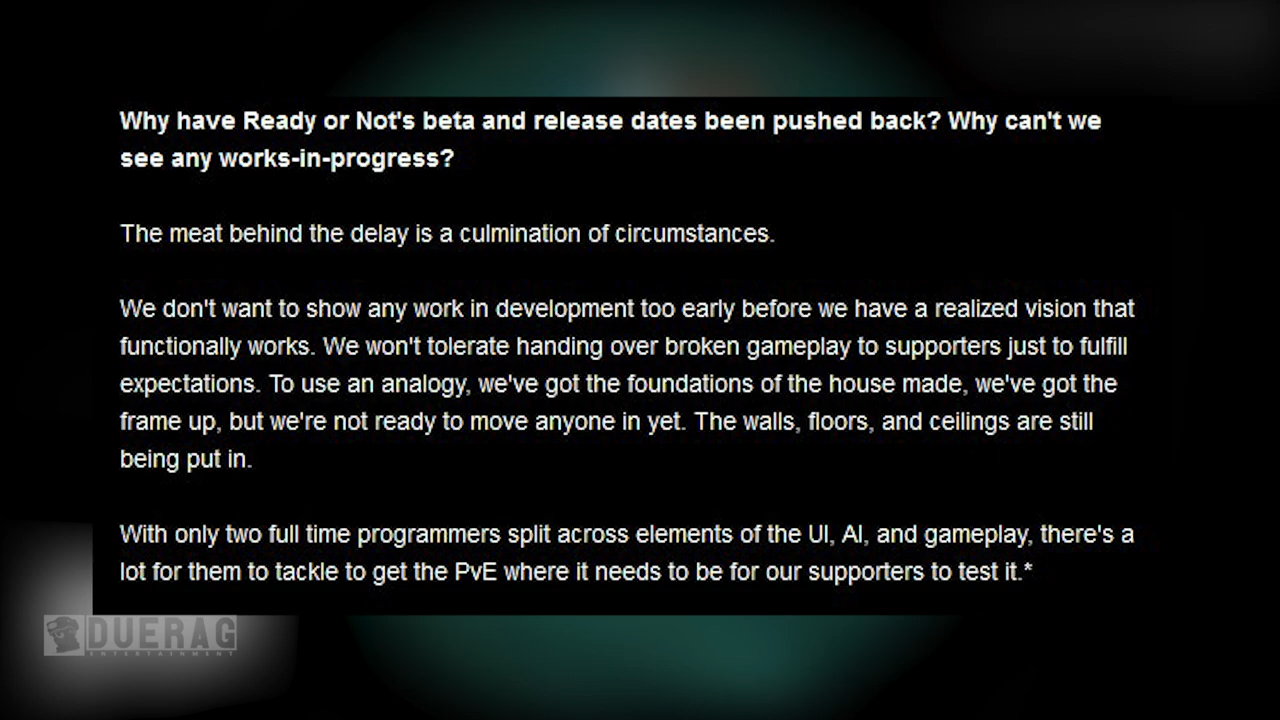 Why have Ready or Not's beta and release dates been pushed back? Why can't we
see any works-in-progress?
The meat behind the delay is a culmination of circumstances.
We don't want to show any work in development too early before we have a realized vision that
functionally works. We won't tolerate handing over broken gameplay to supporters just to fulfill
expectations. To use an analogy, we've got the foundations of the house made, we've got the
frame up, but we're not ready to move anyone in yet. The walls, floors, and ceilings are still
being put in.
With only two full time programmers split across elements of the UI, AI, and gameplay, there's a
lot for them to tackle to get the PvE where it needs to be for our supporters to test it.*
DUERAG
ENTERTAINMENT